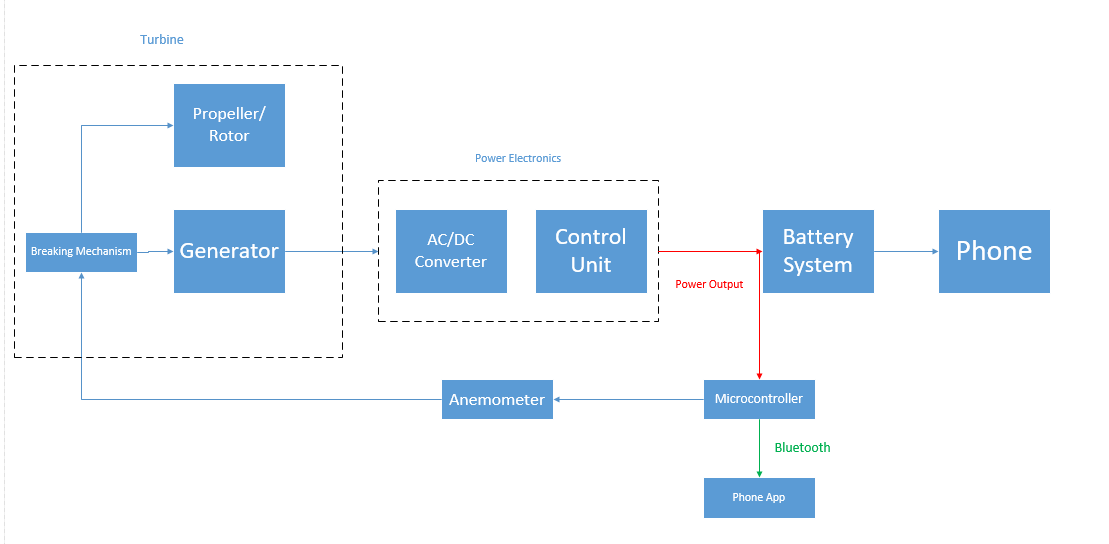 Turbine
Propeller/
Rotor
Power Electronics
Breaking Mechanism
Generator
AC/DC
Converter
Control
Unit
Battery
System
Phone
Power Output
Anemometer
Microcontroller
Bluetooth
Phone App